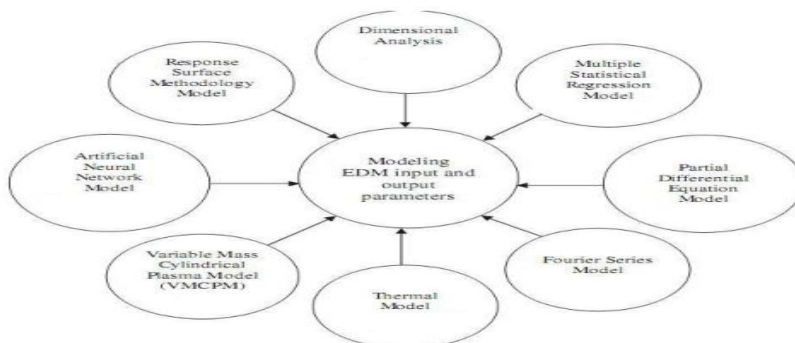 Dimensional
Analysis
Response
Surface
Methodology
Model
Multiple
Statistical
Regression
Model
Artificial
Neural
Network
Model
Modeling
EDM input and
output
parameters
Partial
Differential
Equation
Model
Variable Mass
Cylindrical
Plasma Model
(VMCPM)
Thermal
Model
Fourier Series
Model